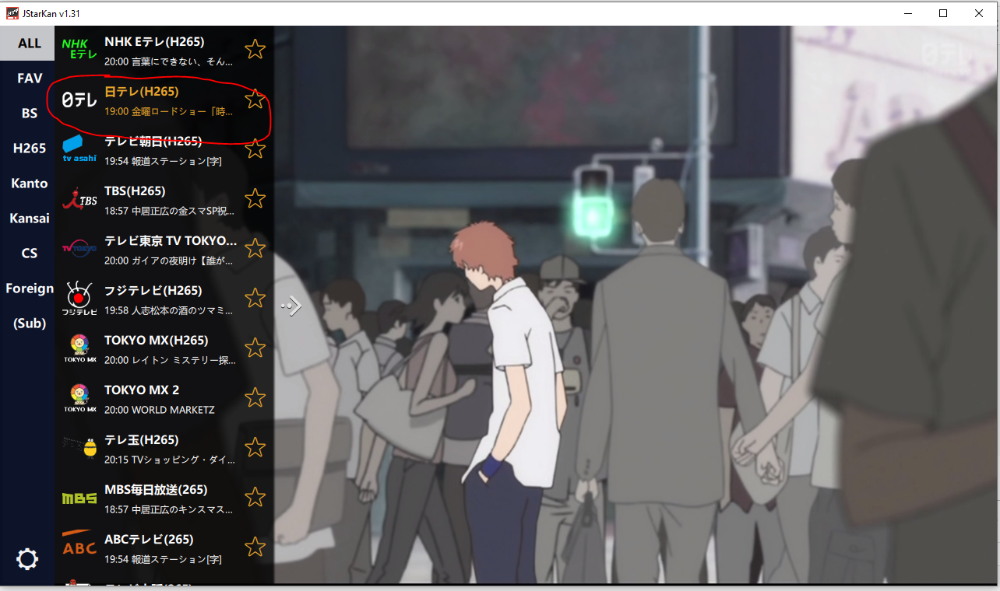 JStarKan v1.31
ALL
FAV
BS
H265
Kanto
Kansai
CS
Foreign
(Sub)
NHK Eテレ
NHK Eテレ(H265)
20:00 言葉にできない、そん...
日テレ
日テレ(H265)
19:00 金曜ロードショー「時...
tv asahi
テレビ朝日(H265)
19:54 報道ステーション[字]
TBS
TBS(H265)
18:57 中居正広の金スマSP祝...
TV TOKYO
テレビ東京 TV TOKYO...
20:00 ガイアの夜明け【誰が...
フジテレビ
フジテレビ(H265)
19:58 人志松本の酒のツマミ...
TOKYO MX
TOKYO MX(H265)
20:00 レイトン ミステリー探...
TOKYO MX
TOKYO MX 2
20:00 WORLD MARKETZ
テレ玉(H265)
20:15 TVショッピング・ダイ...
MBS
MBS毎日放送(265)
18:57 中居正広のキンスマス...
ABC
ABCテレビ(265)
19:54 報道ステーション[字]
日テレ